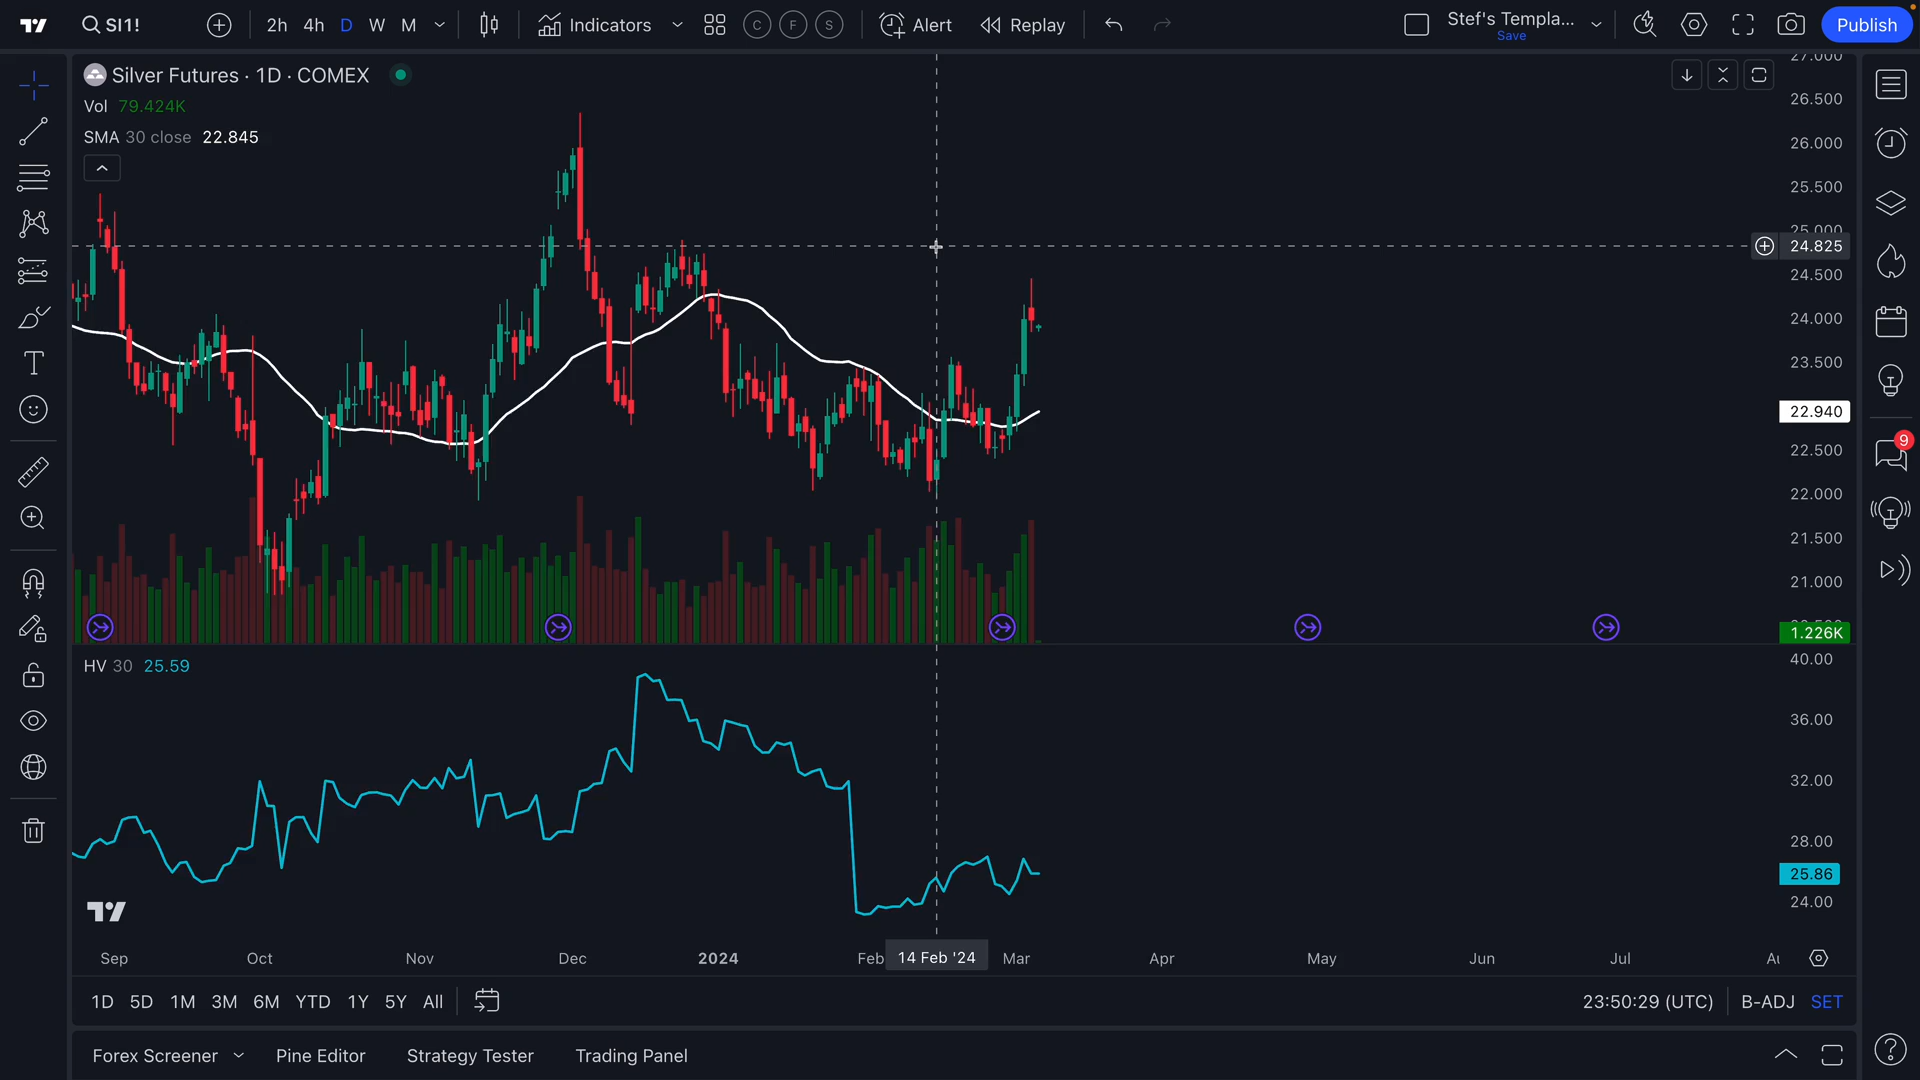 SI1!
2h 4h D W M
Indicators
C F S
Alert
Replay
Stef's Templa...
Save
Publish
Silver Futures · 1D · COMEX
Vol 79.424K
SMA 30 close 22.845
27.000
26.500
26.000
25.500
25.000
24.825
24.500
24.000
23.500
22.940
22.500
22.000
21.500
21.000
1.226K
9
HV 30 25.59
40.00
36.00
32.00
28.00
25.86
24.00
Sep Oct Nov Dec 2024 Feb 14 Feb '24 Mar Apr May Jun Jul
1D 5D 1M 3M 6M YTD 1Y 5Y All
23:50:29 (UTC) B-ADJ SET
Forex Screener Pine Editor Strategy Tester Trading Panel